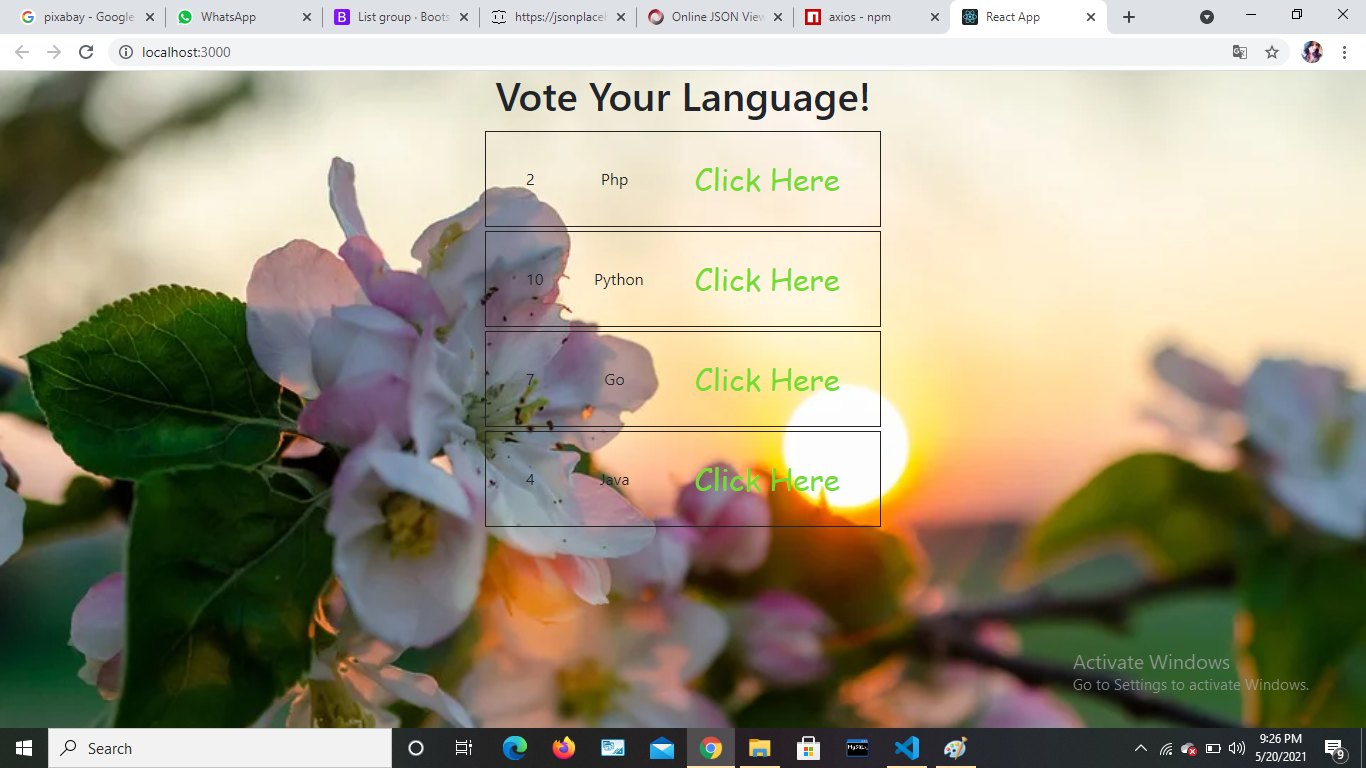 pixabay - Google
WhatsApp
List group · Boots
https://jsonplace
Online JSON View
axios - npm
React App
localhost:3000
Vote Your Language!
2 Php Click Here
10 Python Click Here
7 Go Click Here
4 Java Click Here
Activate Windows
Go to Settings to activate Windows.
Search
9:26 PM
5/20/2021
9